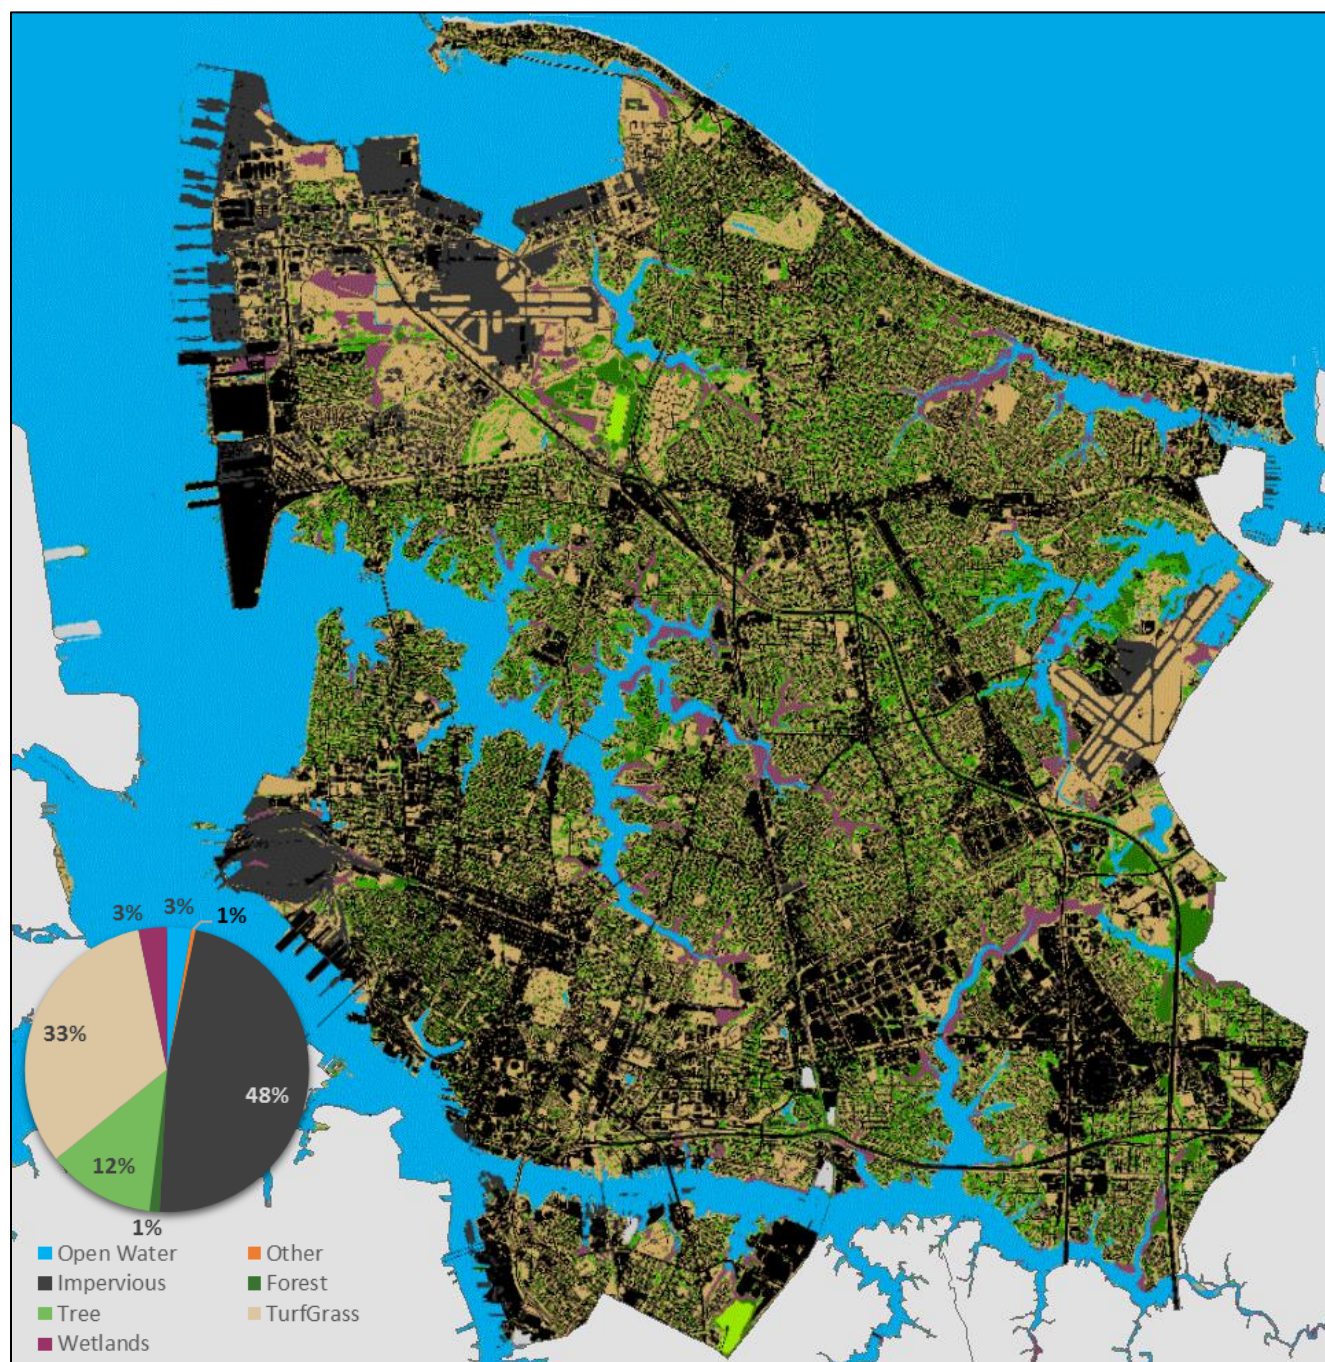 3% 3% 1%
33%
48%
12%
1%
Open Water Other
Impervious Forest
Tree TurfGrass
Wetlands